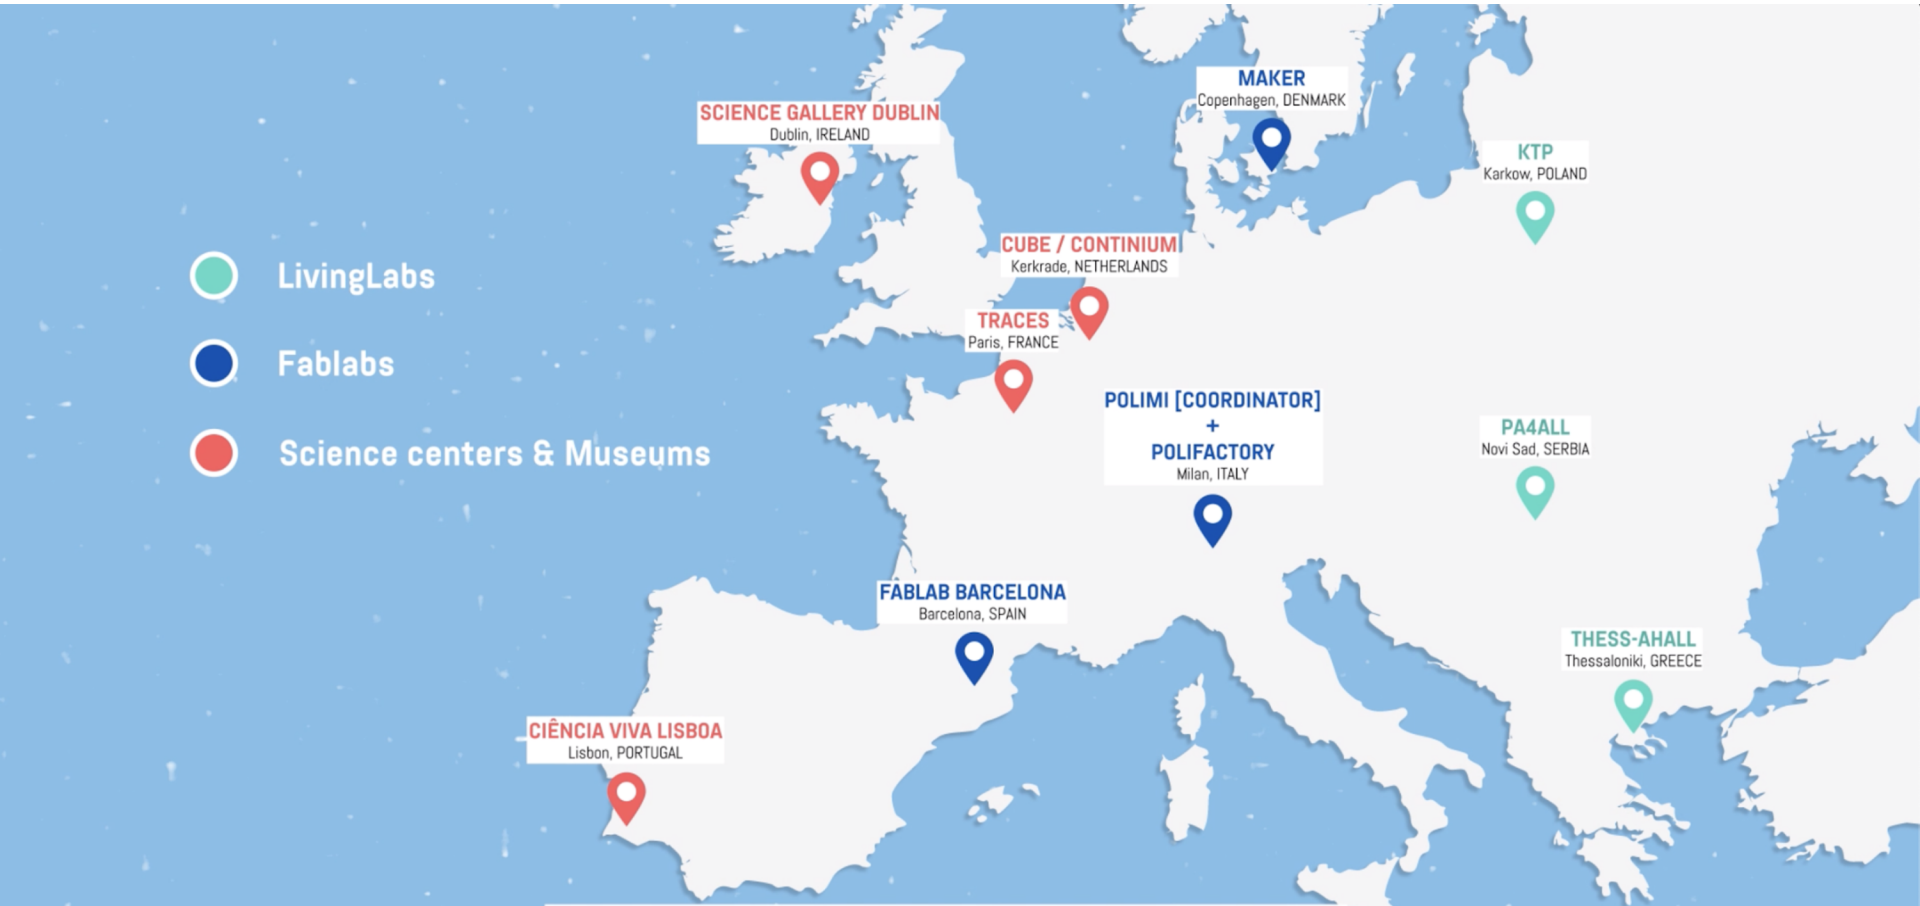 MAKER
Copenhagen, DENMARK
SCIENCE GALLERY DUBLIN
Dublin, IRELAND
KTP
Karkow, POLAND
CUBE / CONTINIUM
Kerkrade, NETHERLANDS
TRACES
Paris, FRANCE
LivingLabs
Fablabs
Science centers & Museums
POLIMI [COORDINATOR]
+
POLIFACTORY
Milan, ITALY
PA4ALL
Novi Sad, SERBIA
FABLAB BARCELONA
Barcelona, SPAIN
THESS-AHALL
Thessaloniki, GREECE
CIÊNCIA VIVA LISBOA
Lisbon, PORTUGAL